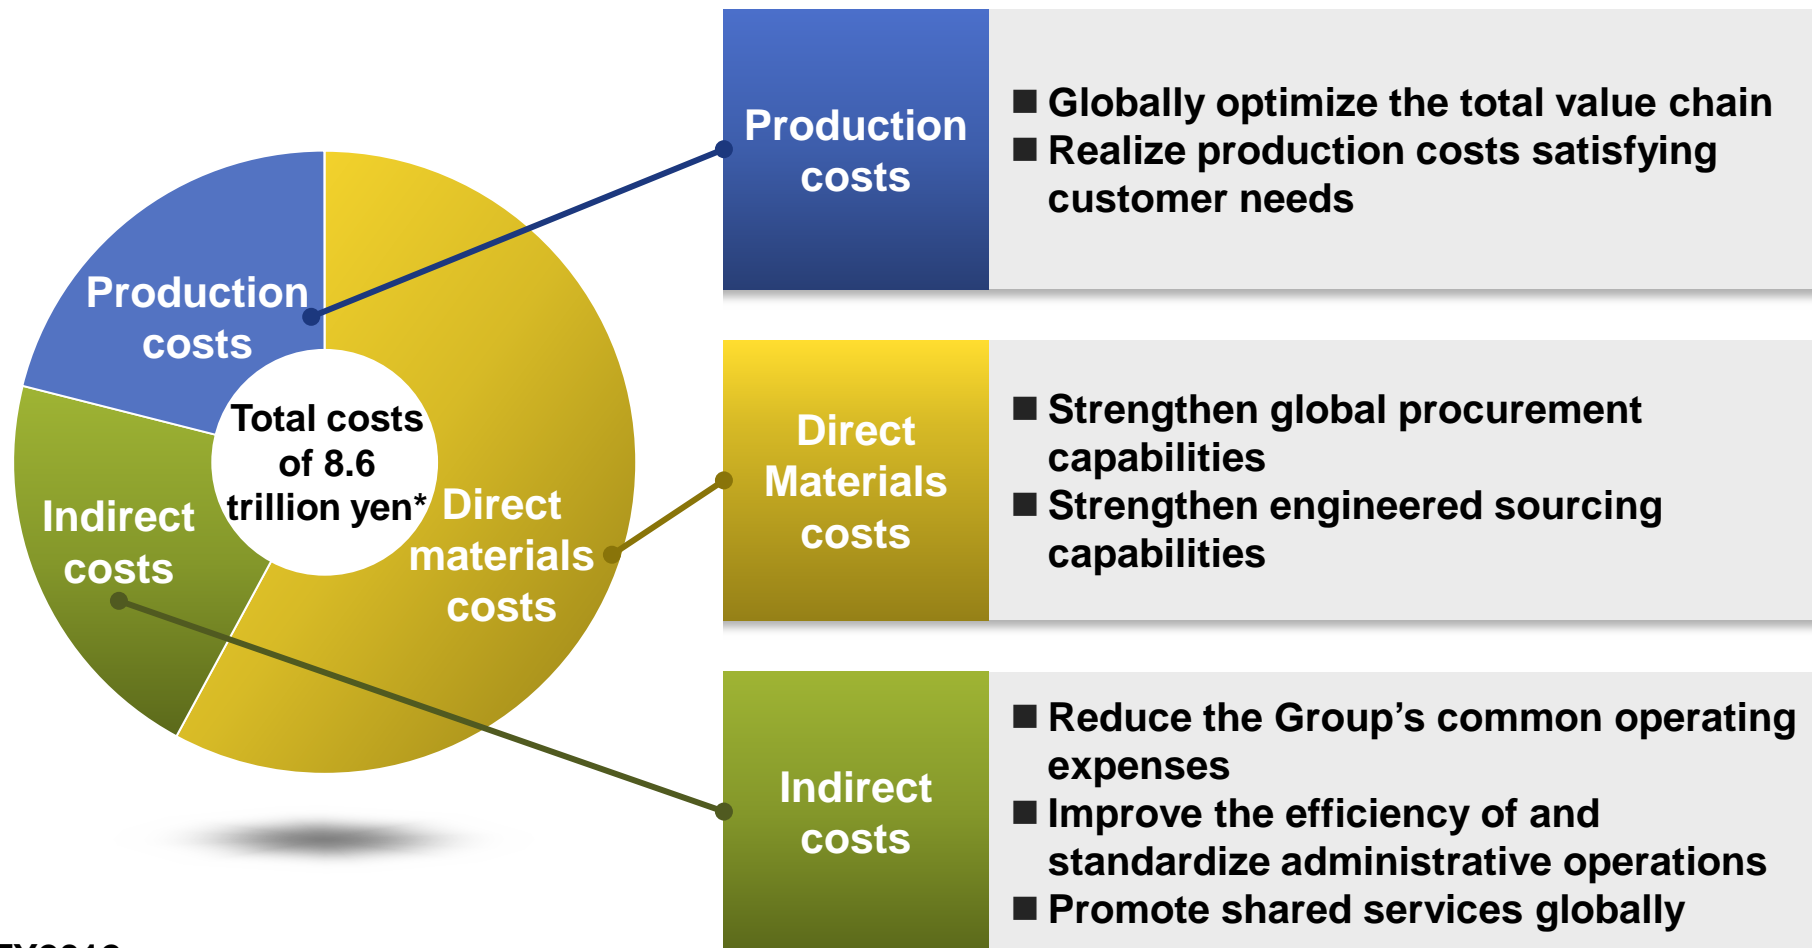 Production
costs
Total costs
of 8.6
trillion yen*
Indirect
costs
Direct
materials
costs
Production
costs
■ Globally optimize the total value chain
■ Realize production costs satisfying
customer needs
Direct
Materials
costs
■ Strengthen global procurement
capabilities
■ Strengthen engineered sourcing
capabilities
Indirect
costs
■ Reduce the Group’s common operating
expenses
■ Improve the efficiency of and
standardize administrative operations
■ Promote shared services globally